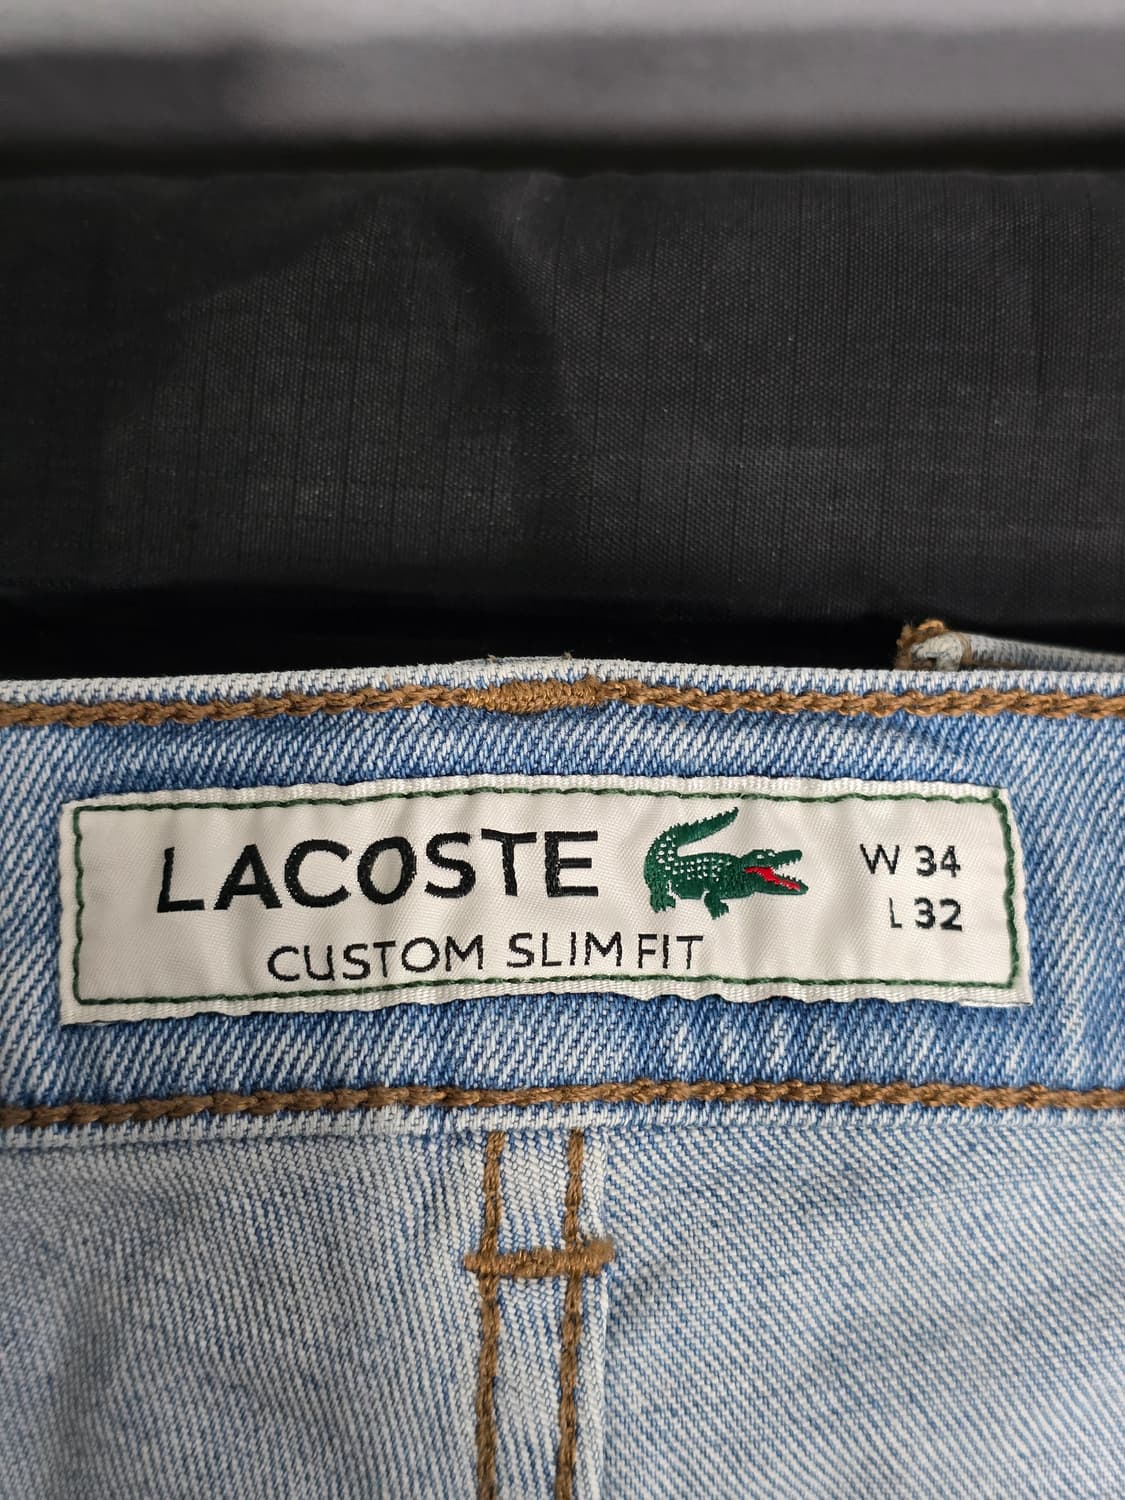 LACOSTE
CUSTOM SLIM FIT
W 34
L 32